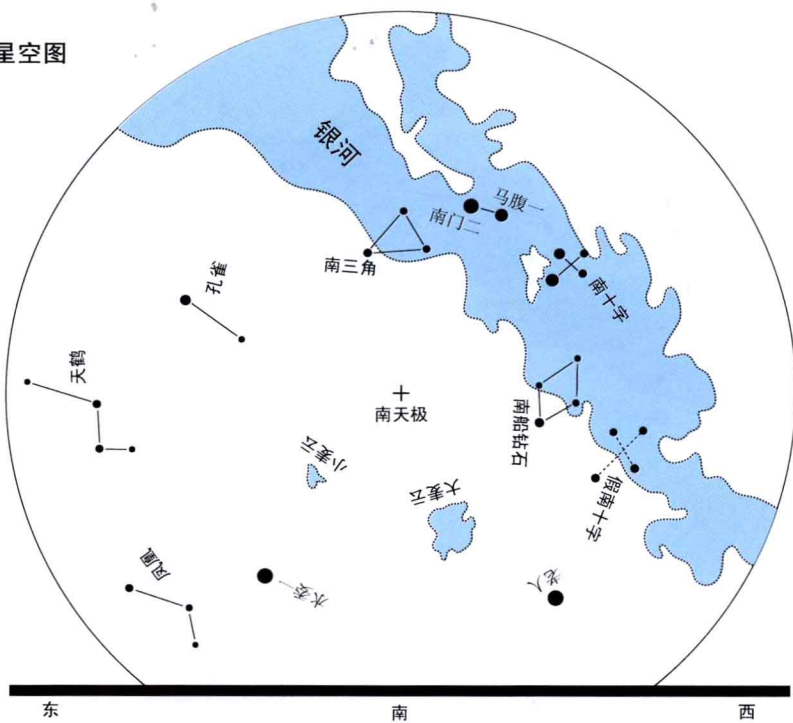 星空图
银河
马腹一
南门二
南三角
南十字
孔雀
天鹤
南天极
南船钻石
小麦云
大麦云
假南十字
凤凰
水委一
老人
东
南
西